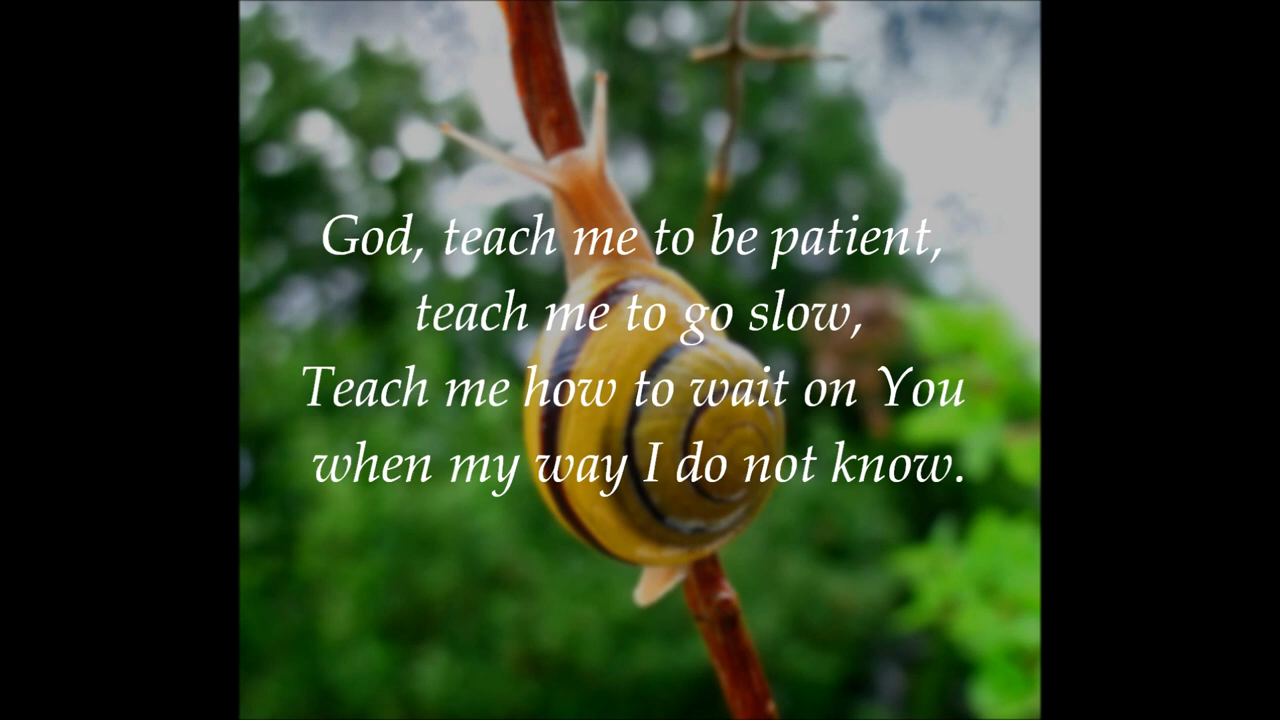 God, teach me to be patient,
teach me to go slow,
Teach me how to wait on You
when my way I do not know.